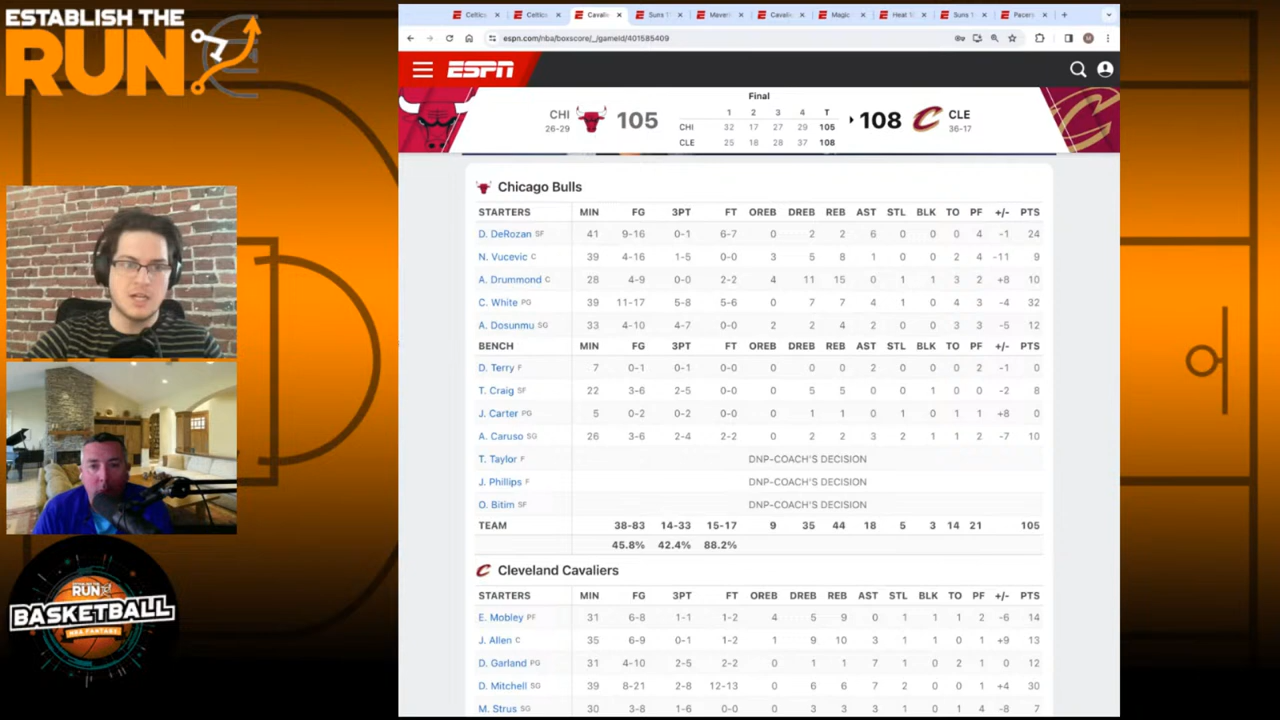 ESTABLISH THE
RUN
Celtics
Celtics
Cavalie
Suns 1
Maveri
Cavalie
Magic
Heat 1
Suns 1
Pacers
espn.com/nba/boxscore/_/gameId/401585409
ESPN
Final
CHI 105 108 CLE
26-29 36-17
1 2 3 4 T
CHI 32 17 27 29 105
CLE 25 18 28 37 108
Chicago Bulls
STARTERS MIN FG 3PT FT OREB DREB REB AST STL BLK TO PF +/- PTS
D. DeRozan SF 41 9-16 0-1 6-7 0 2 2 6 0 0 0 4 -1 24
N. Vucevic C 39 4-16 1-5 0-0 3 5 8 1 0 0 2 4 -11 9
A. Drummond C 28 4-9 0-0 2-2 4 11 15 0 1 1 3 2 +8 10
C. White PG 39 11-17 5-8 5-6 0 7 7 4 1 0 4 3 -4 32
A. Dosunmu SG 33 4-10 4-7 0-0 2 2 4 2 0 0 3 3 -5 12
BENCH MIN FG 3PT FT OREB DREB REB AST STL BLK TO PF +/- PTS
D. Terry F 7 0-1 0-1 0-0 0 0 0 2 0 0 0 2 -1 0
T. Craig SF 22 3-6 2-5 0-0 0 5 5 0 0 1 0 0 -2 8
J. Carter PG 5 0-2 0-2 0-0 0 1 1 0 1 0 1 1 +8 0
A. Caruso SG 26 3-6 2-4 2-2 0 2 2 3 2 1 1 2 -7 10
T. Taylor F DNP-COACH'S DECISION
J. Phillips F DNP-COACH'S DECISION
O. Bitim SF DNP-COACH'S DECISION
TEAM 38-83 14-33 15-17 9 35 44 18 5 3 14 21 105
45.8% 42.4% 88.2%
Cleveland Cavaliers
STARTERS MIN FG 3PT FT OREB DREB REB AST STL BLK TO PF +/- PTS
E. Mobley PF 31 6-8 1-1 1-2 4 5 9 0 1 1 1 2 -6 14
J. Allen C 35 6-9 0-1 1-2 1 9 10 3 1 1 0 1 +9 13
D. Garland PG 31 4-10 2-5 2-2 0 1 1 7 1 0 2 1 0 12
D. Mitchell SG 39 8-21 2-8 12-13 0 6 6 7 2 0 0 1 +4 30
M. Strus SG 30 3-8 1-6 0-0 0 3 3 3 1 0 1 4 -8 7
ESTABLISH THE
RUN
BASKETBALL
NBA FANTASY